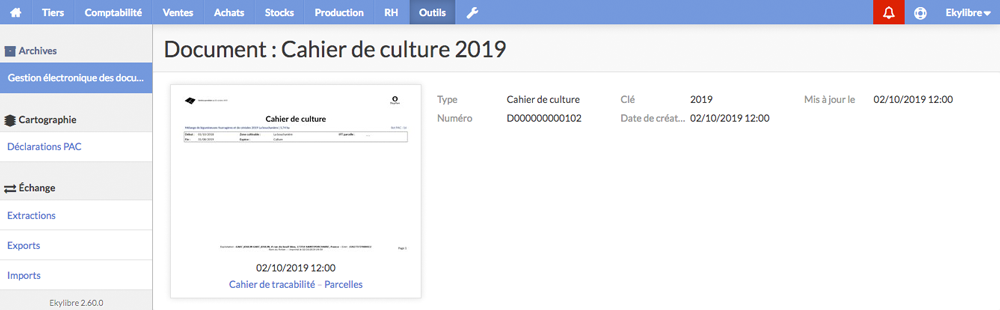 Tiers Comptabilité Ventes Achats Stocks Production RH Outils Ekylibre
Archives
Gestion électronique des docu...
Cartographie
Déclarations PAC
Échange
Extractions
Exports
Imports
Ekylibre 2.60.0
Document : Cahier de culture 2019
Cahier de culture
02/10/2019 12:00
Cahier de tracabilité – Parcelles
Type Cahier de culture Clé 2019 Mis à jour le 02/10/2019 12:00
Numéro D000000000102 Date de créat... 02/10/2019 12:00